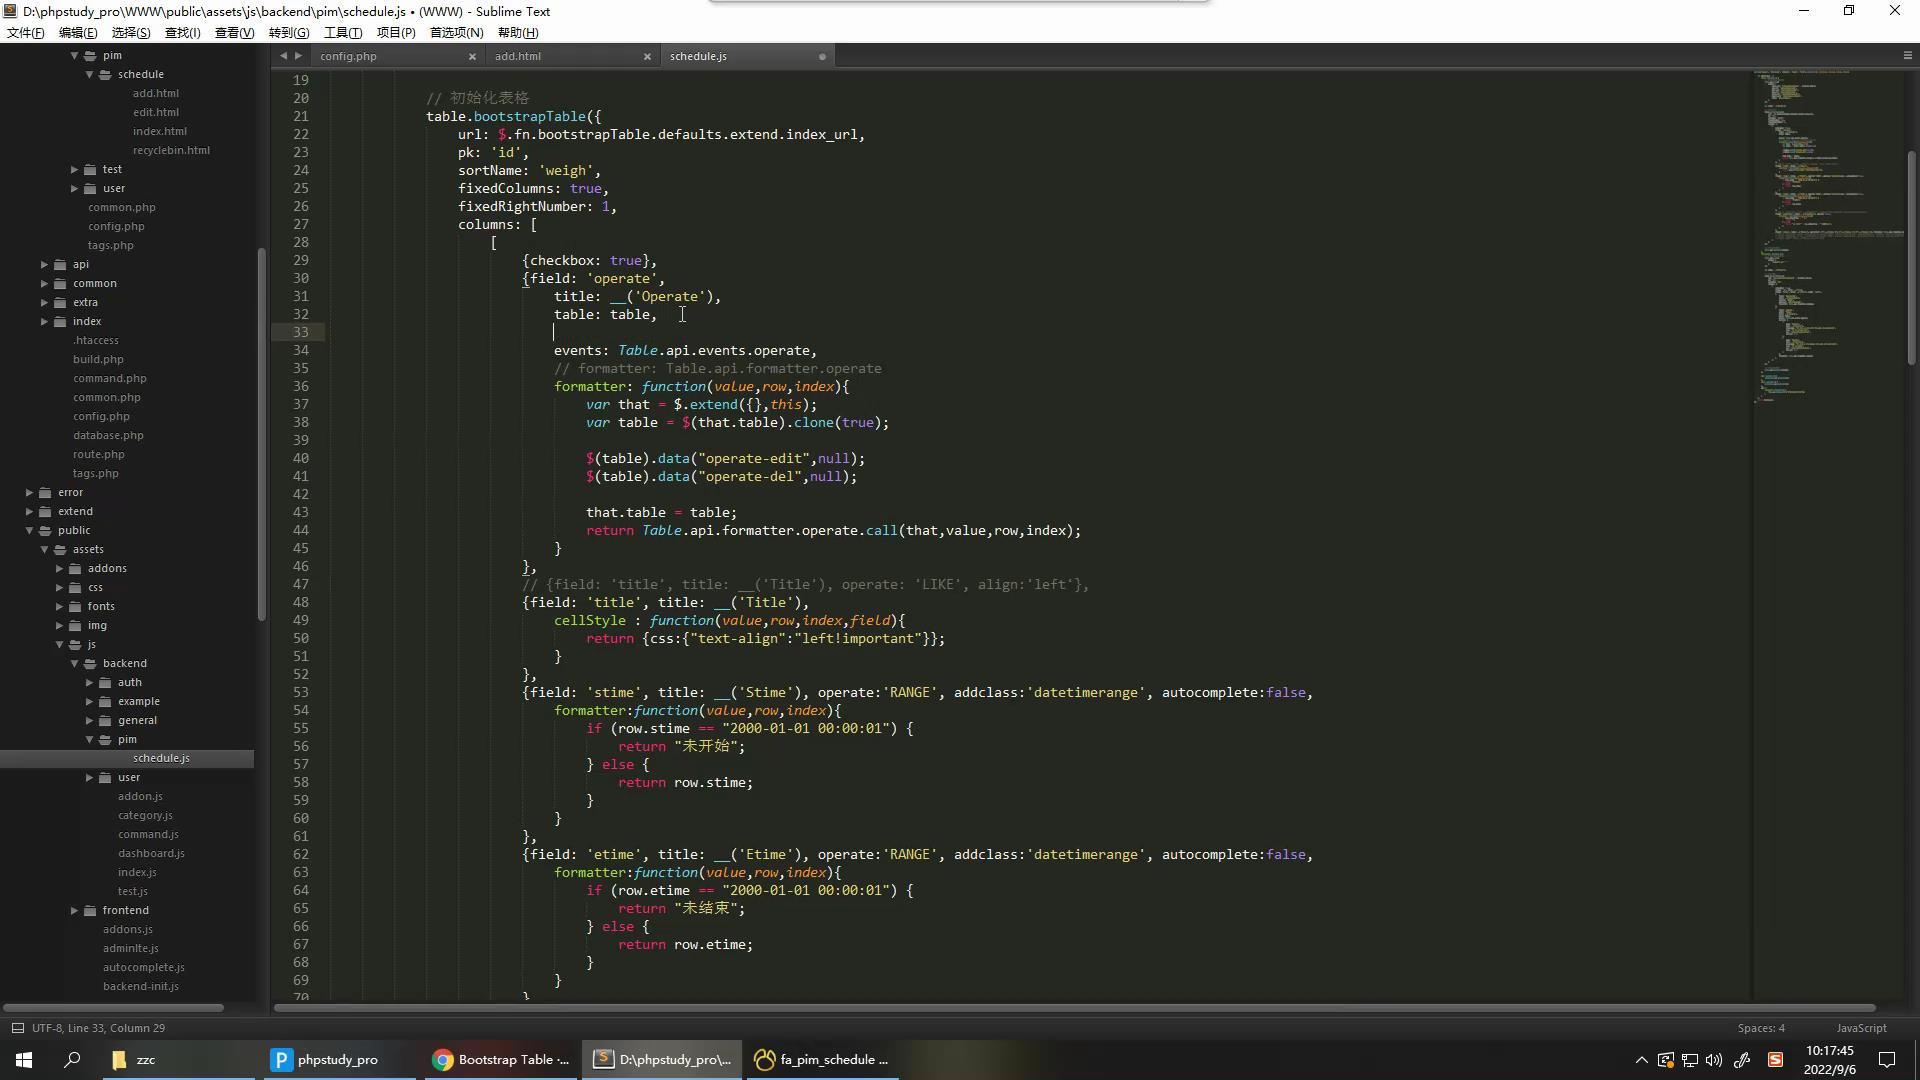 D:\phpstudy_pro\WWW\public\assets\js\backend\pim\schedule.js • (WWW) - Sublime Text
文件(F) 编辑(E) 选择(S) 查找(I) 查看(V) 转到(G) 工具(T) 项目(P) 首选项(N) 帮助(H)
config.php × add.html × schedule.js
pim
schedule
add.html
edit.html
index.html
recyclebin.html
test
user
common.php
config.php
tags.php
api
common
extra
index
.htaccess
build.php
command.php
common.php
config.php
database.php
route.php
tags.php
error
extend
public
assets
addons
css
fonts
img
js
backend
auth
example
general
pim
schedule.js
user
addon.js
category.js
command.js
dashboard.js
index.js
test.js
frontend
addons.js
adminlte.js
autocomplete.js
backend-init.js
19
20 // 初始化表格
21 table.bootstrapTable({
22 url: $.fn.bootstrapTable.defaults.extend.index_url,
23 pk: 'id',
24 sortName: 'weigh',
25 fixedColumns: true,
26 fixedRightNumber: 1,
27 columns: [
28 [
29 {checkbox: true},
30 {field: 'operate',
31 title: __('Operate'),
32 table: table,
33
34 events: Table.api.events.operate,
35 // formatter: Table.api.formatter.operate
36 formatter: function(value,row,index){
37 var that = $.extend({},this);
38 var table = $(that.table).clone(true);
39
40 $(table).data("operate-edit",null);
41 $(table).data("operate-del",null);
42
43 that.table = table;
44 return Table.api.formatter.operate.call(that,value,row,index);
45 }
46 },
47 // {field: 'title', title: __('Title'), operate: 'LIKE', align:'left'},
48 {field: 'title', title: __('Title'),
49 cellStyle : function(value,row,index,field){
50 return {css:{"text-align":"left!important"}};
51 }
52 },
53 {field: 'stime', title: __('Stime'), operate:'RANGE', addclass:'datetimerange', autocomplete:false,
54 formatter:function(value,row,index){
55 if (row.stime == "2000-01-01 00:00:01") {
56 return "未开始";
57 } else {
58 return row.stime;
59 }
60 }
61 },
62 {field: 'etime', title: __('Etime'), operate:'RANGE', addclass:'datetimerange', autocomplete:false,
63 formatter:function(value,row,index){
64 if (row.etime == "2000-01-01 00:00:01") {
65 return "未结束";
66 } else {
67 return row.etime;
68 }
69 }
70 }
UTF-8, Line 33, Column 29 Spaces: 4 JavaScript
zzc phpstudy_pro Bootstrap Table ·... D:\phpstudy_pro\... fa_pim_schedule ...
10:17:45
2022/9/6